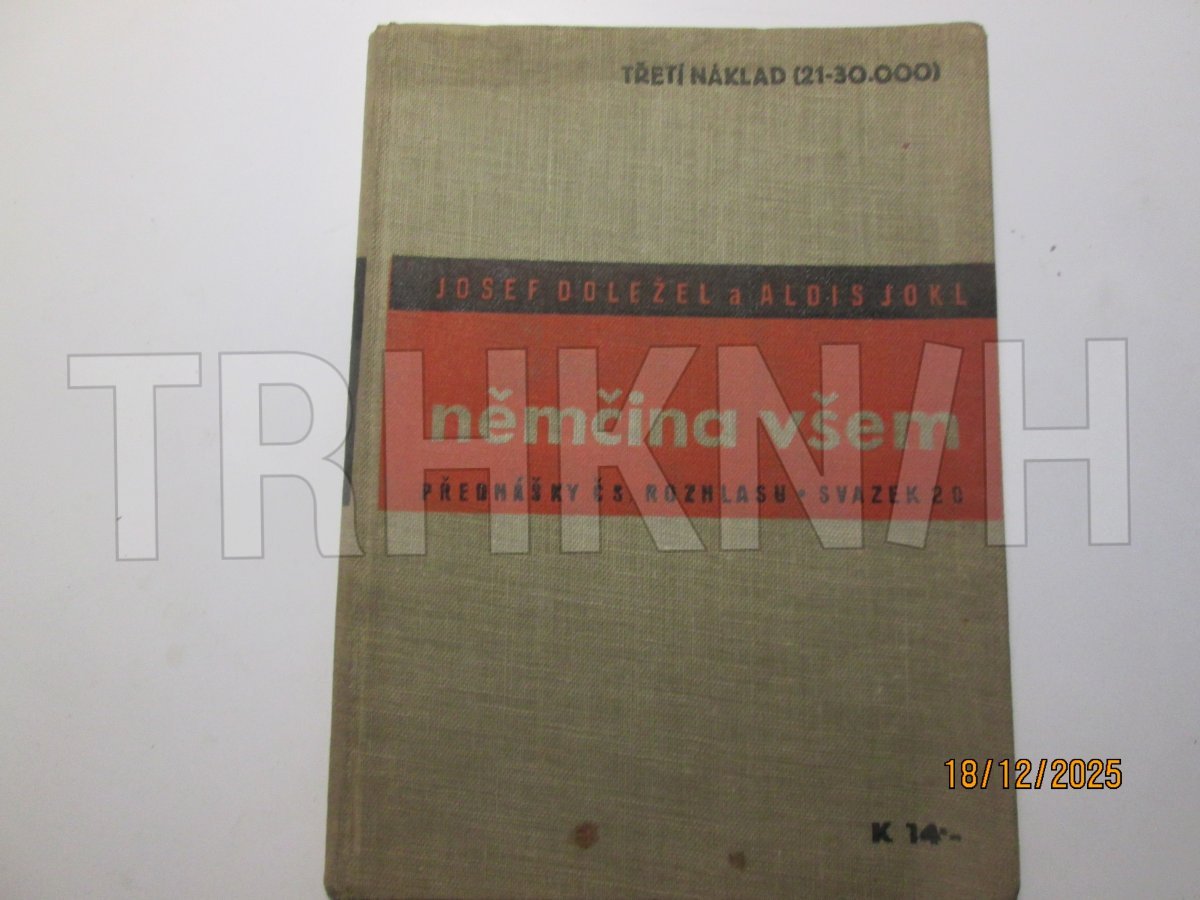 TŘETÍ NÁKLAD (21-30.000)
JOSEF DOLEŽEL a ALOIS JOKL
němčina všem
PŘEDNÁŠKY ČS. ROZHLASU • SVAZEK 20
TRHKNIH
18/12/2025
K 14·-